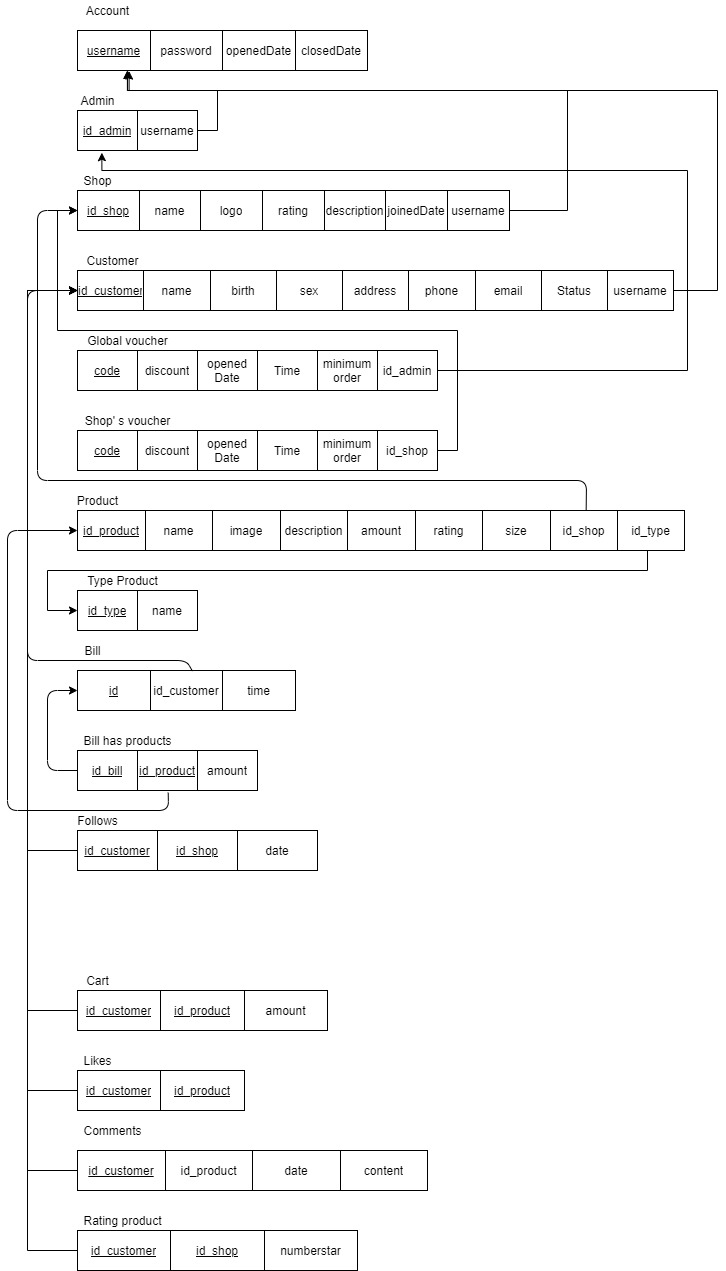 Account
username password openedDate closedDate
Admin
id_admin username
Shop
id_shop name logo rating description joinedDate username
Customer
id_customer name birth sex address phone email Status username
Global voucher
code discount opened Date Time minimum order id_admin
Shop' s voucher
code discount opened Date Time minimum order id_shop
Product
id_product name image description amount rating size id_shop id_type
Type Product
id_type name
Bill
id id_customer time
Bill has products
id_bill id_product amount
Follows
id_customer id_shop date
Cart
id_customer id_product amount
Likes
id_customer id_product
Comments
id_customer id_product date content
Rating product
id_customer id_shop numberstar